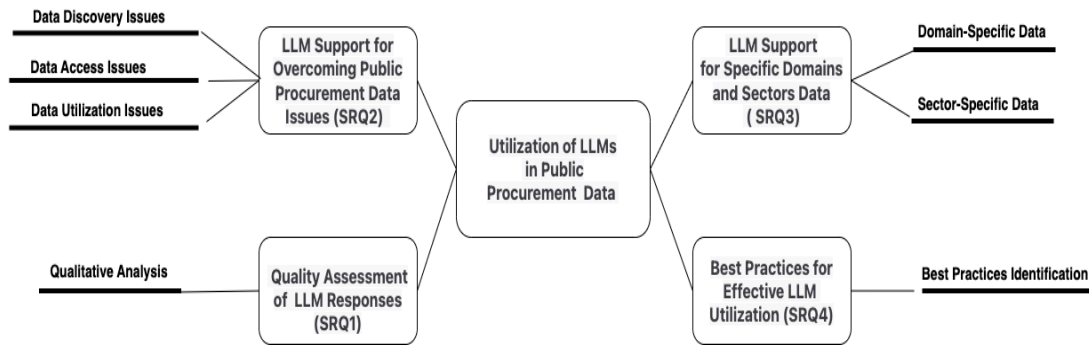 Data Discovery Issues
Data Access Issues
Data Utilization Issues
LLM Support for
Overcoming Public
Procurement Data
Issues (SRQ2)
Qualitative Analysis
Quality Assessment
of LLM Responses
(SRQ1)
Utilization of LLMs
in Public
Procurement Data
LLM Support
for Specific Domains
and Sectors Data
( SRQ3)
Domain-Specific Data
Sector-Specific Data
Best Practices for
Effective LLM
Utilization (SRQ4)
Best Practices Identification